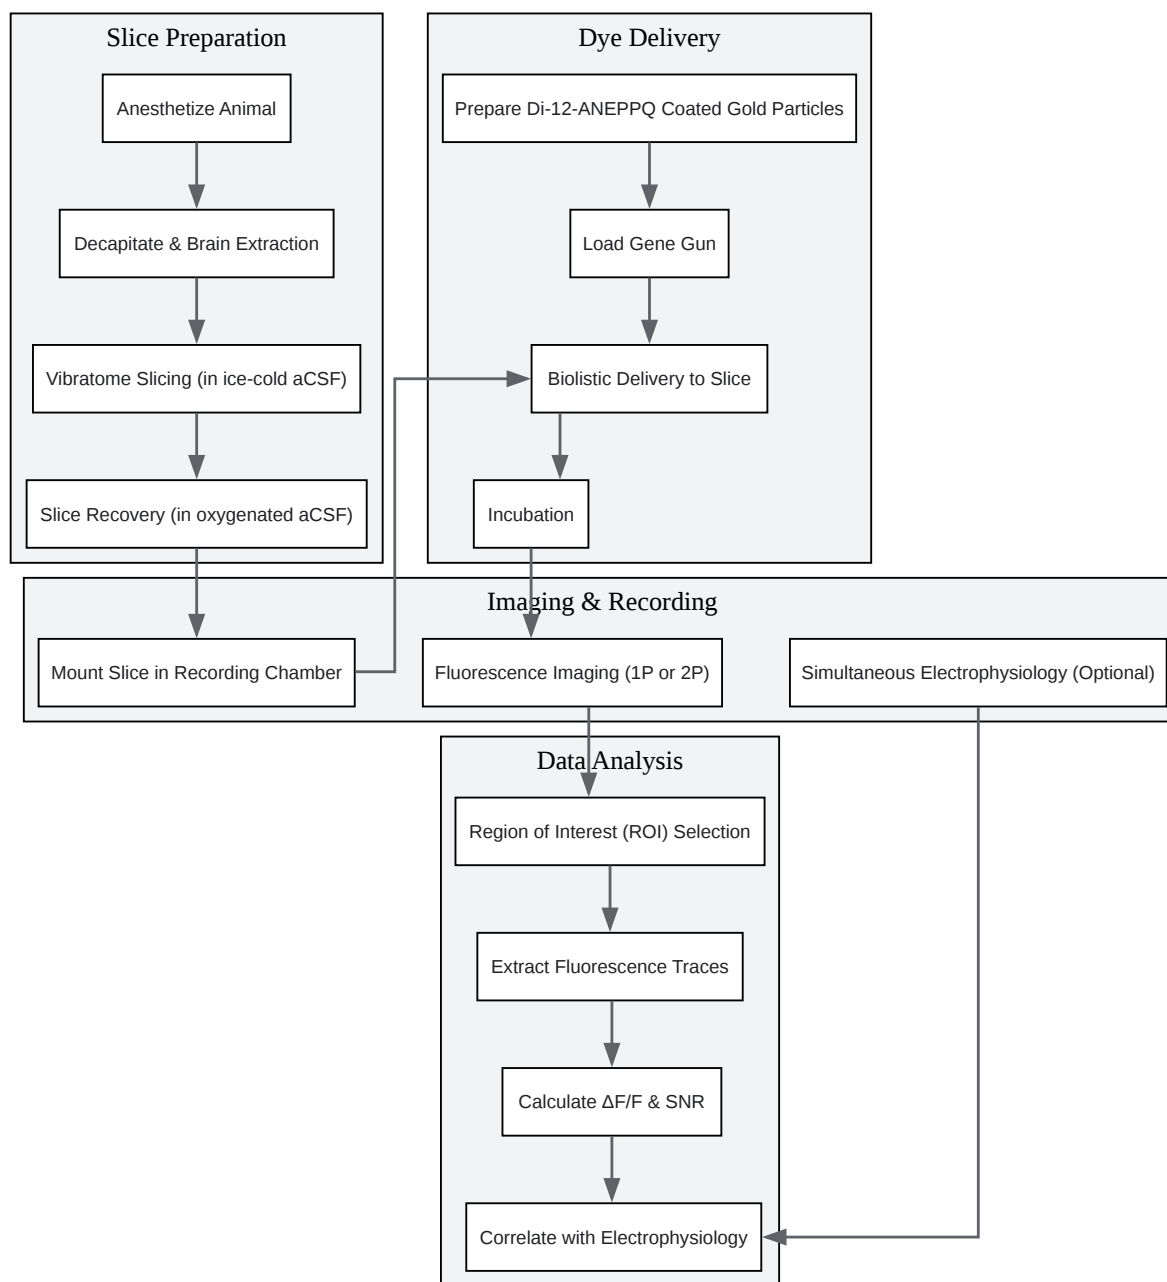 Slice Preparation
Anesthetize Animal
Decapitate & Brain Extraction
Vibratome Slicing (in ice-cold aCSF)
Slice Recovery (in oxygenated aCSF)
Dye Delivery
Prepare Di-12-ANEPPQ Coated Gold Particles
Load Gene Gun
Biolistic Delivery to Slice
Incubation
Imaging & Recording
Mount Slice in Recording Chamber
Fluorescence Imaging (1P or 2P)
Simultaneous Electrophysiology (Optional)
Data Analysis
Region of Interest (ROI) Selection
Extract Fluorescence Traces
Calculate ΔF/F & SNR
Correlate with Electrophysiology